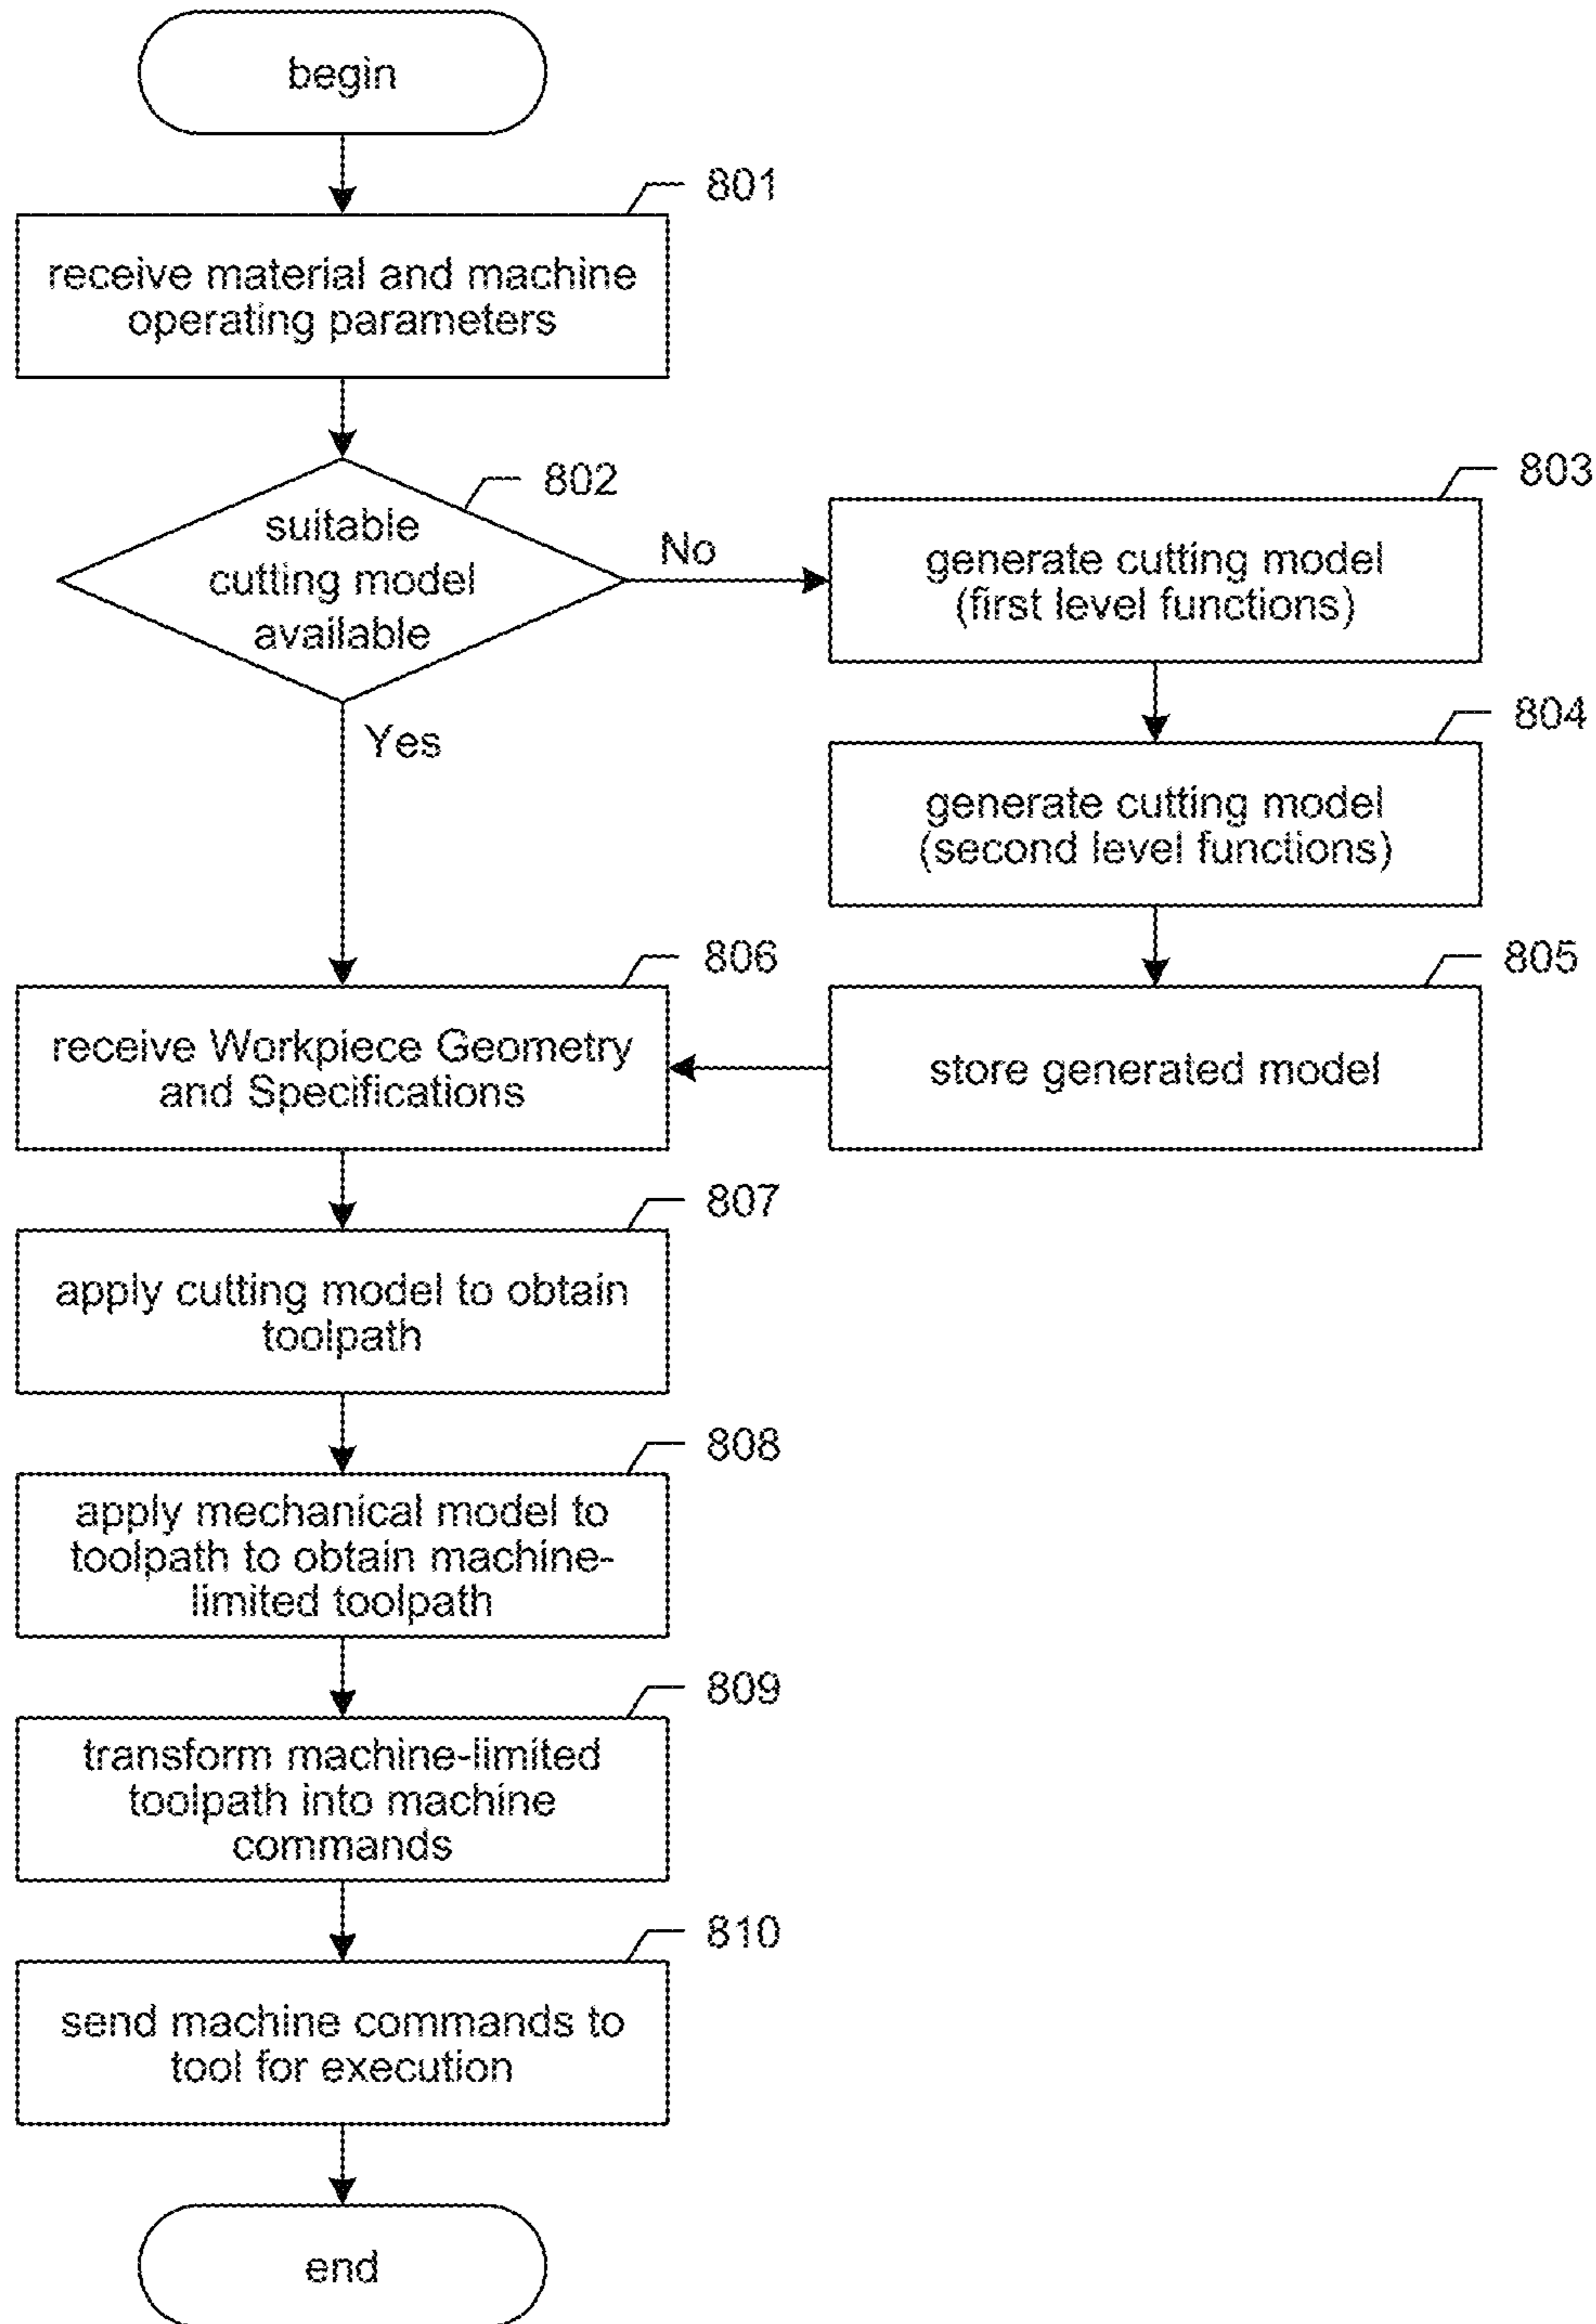 begin
801
receive material and machine
operating parameters
802
suitable
cutting model
available
No
Yes
803
generate cutting model
(first level functions)
804
generate cutting model
(second level functions)
805
store generated model
806
receive Workpiece Geometry
and Specifications
807
apply cutting model to obtain
toolpath
808
apply mechanical model to
toolpath to obtain machine-
limited toolpath
809
transform machine-limited
toolpath into machine
commands
810
send machine commands to
tool for execution
end